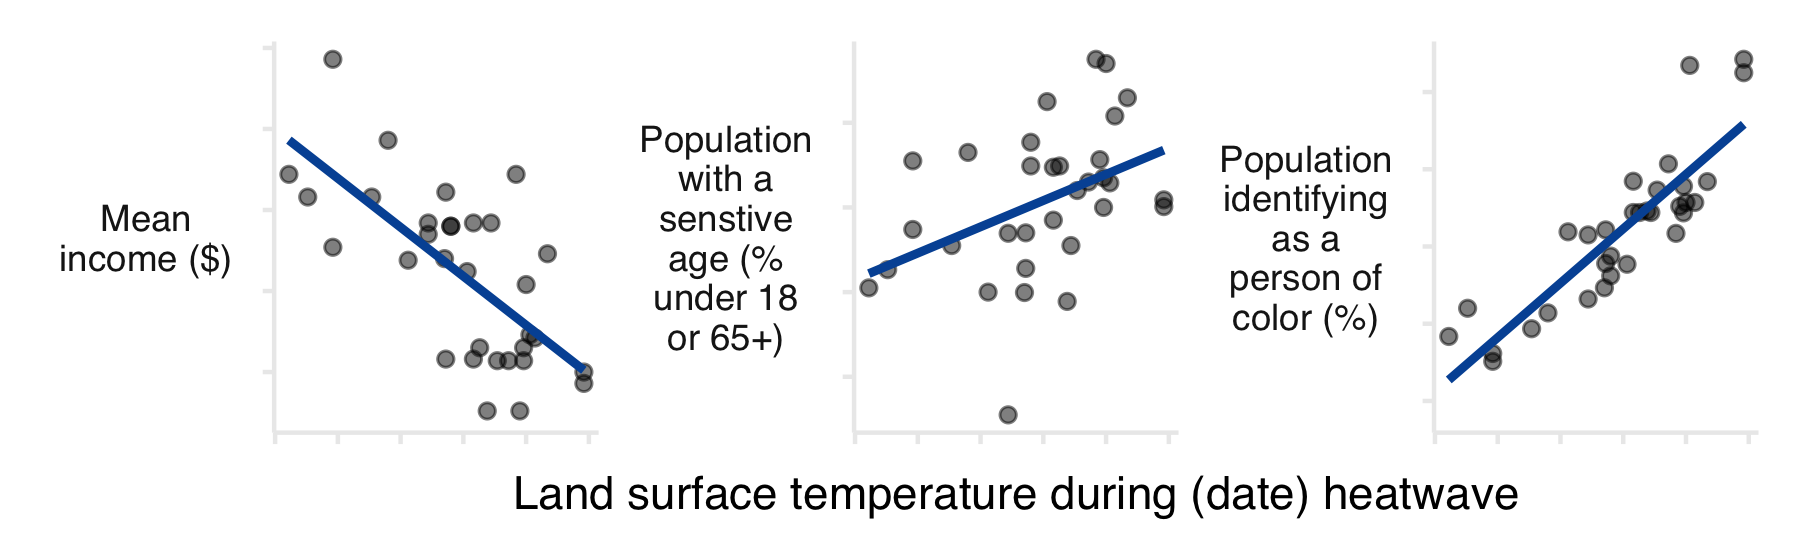 Mean
income ($)
Population
with a
senstive
age (%
under 18
or 65+)
Population
identifying
as a
person of
color (%)
Land surface temperature during (date) heatwave